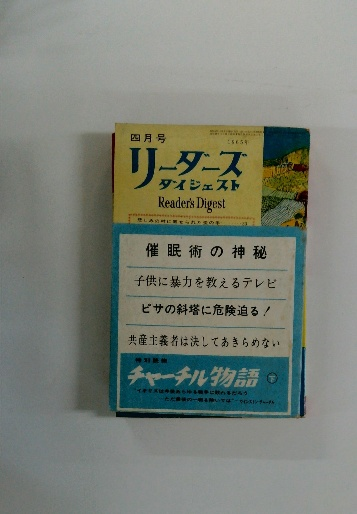 四月号
リーダーズ
ダイジェスト
Reader's Digest
催眠術の神秘
子供に暴力を教えるテレビ
ピサの斜塔に危険迫る!
共産主義者は決してあきらめない
特別読物
チャーチル物語 下